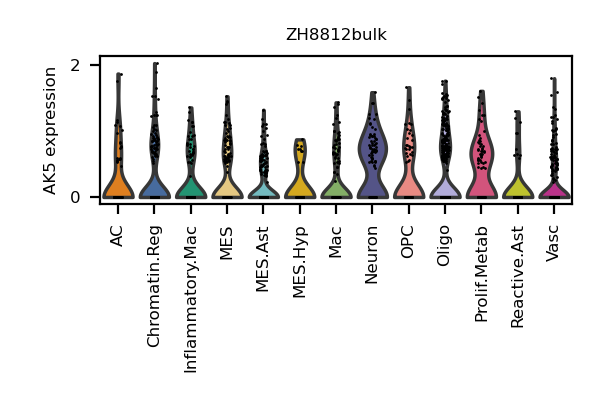 ZH8812bulk
AK5 expression
2
0
AC
Chromatin.Reg
Inflammatory.Mac
MES
MES.Ast
MES.Hyp
Mac
Neuron
OPC
Oligo
Prolif.Metab
Reactive.Ast
Vasc